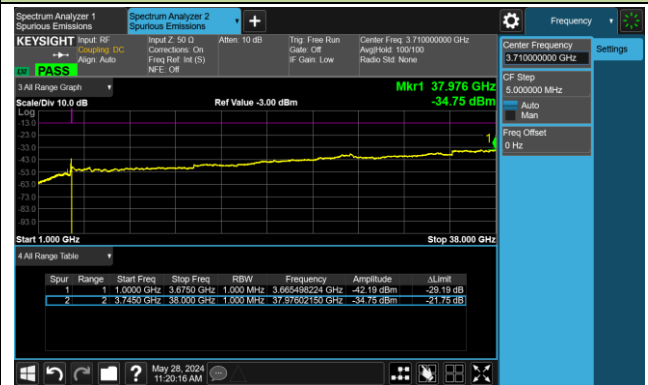 Spectrum Analyzer 1
Spurious Emissions
Spectrum Analyzer 2
Spurious Emissions
Frequency
KEYSIGHT
Input: RF
Coupling: DC
Align: Auto
Input Z: 50 Ω
Corrections: On
Freq Ref: Int (S)
NFE: Off
Atten: 10 dB
Trig: Free Run
Gate: Off
IF Gain: Low
Center Freq: 3.710000000 GHz
Avg|Hold: 100/100
Radio Std: None
PASS
3 All Range Graph
Mkr1 37.976 GHz
Scale/Div 10.0 dB
Ref Value -3.00 dBm
-34.75 dBm
Log
-13.0
-23.0
-33.0
-43.0
-53.0
-63.0
-73.0
-83.0
-93.0
1
Start 1.000 GHz
Stop 38.000 GHz
4 All Range Table
Spur Range Start Freq Stop Freq RBW Frequency Amplitude ΔLimit
1 1 1.0000 GHz 3.6750 GHz 1.000 MHz 3.665498224 GHz -42.19 dBm -29.19 dB
2 2 3.7450 GHz 38.000 GHz 1.000 MHz 37.97602150 GHz -34.75 dBm -21.75 dB
May 28, 2024
11:20:16 AM
Center Frequency
3.710000000 GHz
Settings
CF Step
5.000000 MHz
Auto
Man
Freq Offset
0 Hz